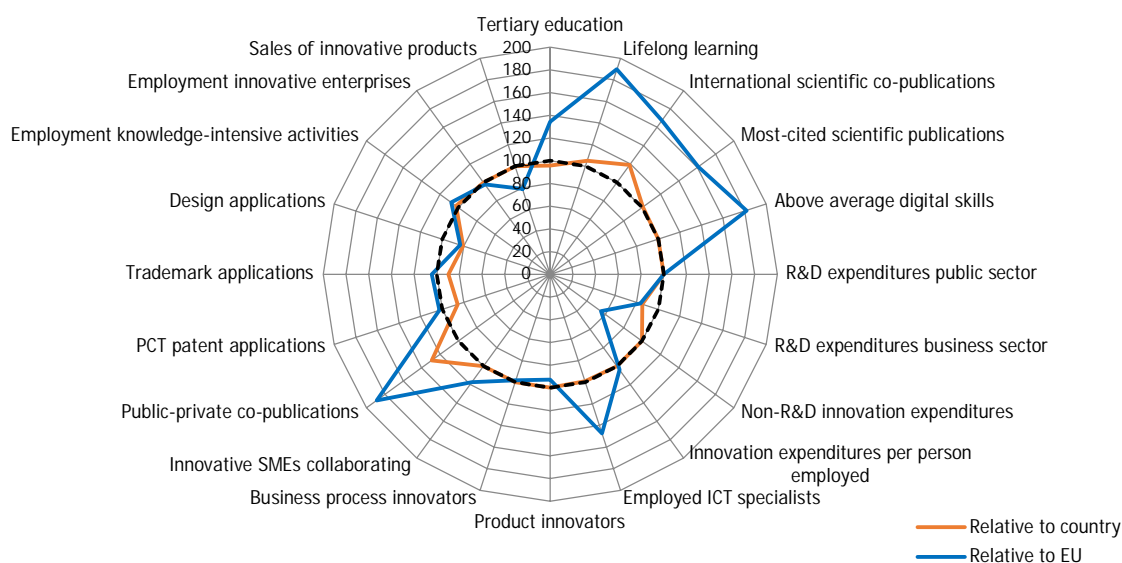 Tertiary education
Sales of innovative products
200
Lifelong learning
Employment innovative enterprises
180
International scientific co-publications
160
140
Employment knowledge-intensive activities
120
Most-cited scientific publications
100
80
Design applications
60
Above average digital skills
40
20
Trademark applications
0
R&D expenditures public sector
PCT patent applications
R&D expenditures business sector
Public-private co-publications
Non-R&D innovation expenditures
Innovative SMEs collaborating
Innovation expenditures per person
employed
Business process innovators
Employed ICT specialists
Product innovators
Relative to country
Relative to EU